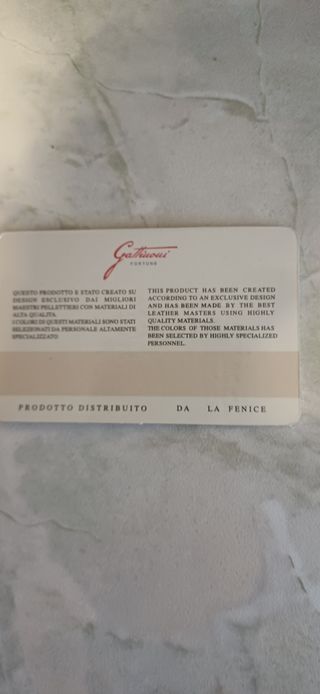 Gattinoni
FORTUNE
QUESTO PRODOTTO E STATO CREATO SU
DESIGN ESCLUSIVO DAI MIGLIORI
MAESTRI PELLETTIERI CON MATERIALI DI
ALTA QUALITA.
I COLORI DI QUESTI MATERIALI SONO STATI
SELEZIONATI DA PERSONALE ALTAMENTE
SPECIALIZZATO.
THIS PRODUCT HAS BEEN CREATED
ACCORDING TO AN EXCLUSIVE DESIGN
AND HAS BEEN MADE BY THE BEST
LEATHER MASTERS USING HIGHLY
QUALITY MATERIALS.
THE COLORS OF THOSE MATERIALS HAS
BEEN SELECTED BY HIGHLY SPECIALIZED
PERSONNEL.
PRODOTTO DISTRIBUITO DA LA FENICE